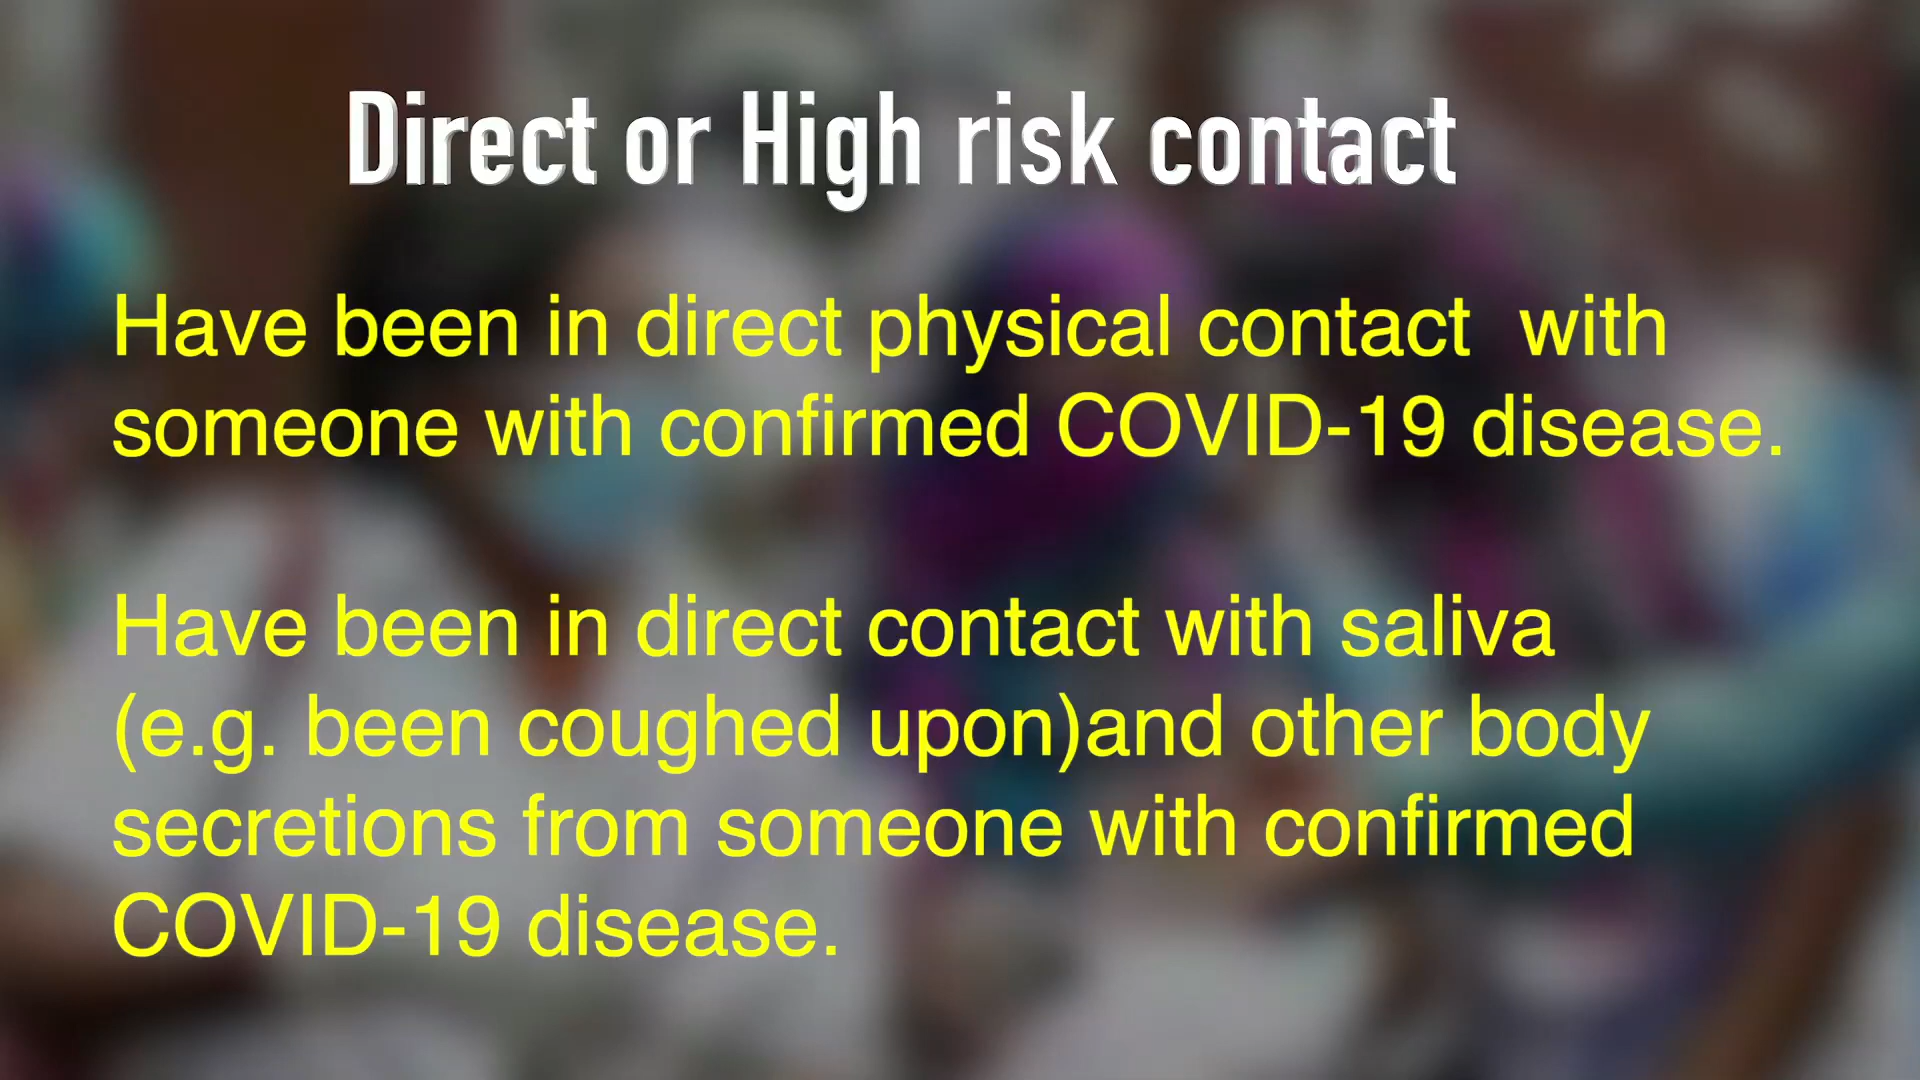 Direct or High risk contact
Have been in direct physical contact  with
someone with confirmed COVID-19 disease.
Have been in direct contact with saliva
(e.g. been coughed upon)and other body
secretions from someone with confirmed
COVID-19 disease.